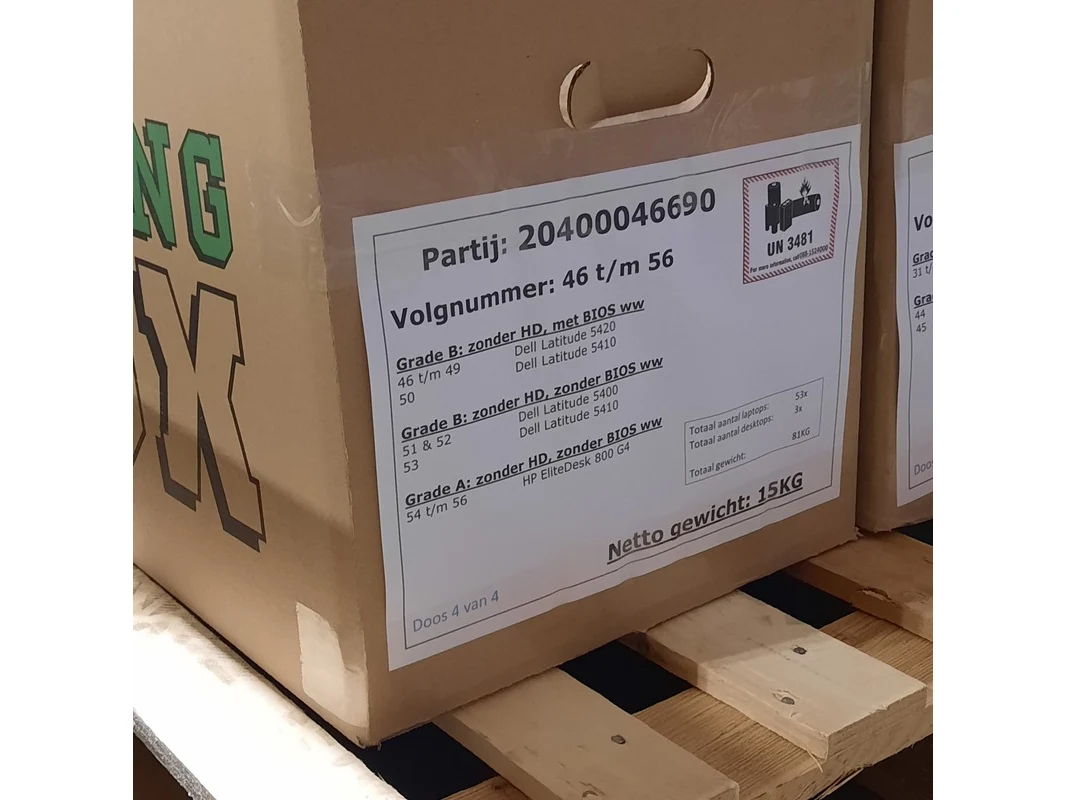 NG
X
Partij: 20400046690
UN 3481
Volgnummer: 46 t/m 56
Grade B: zonder HD, met BIOS ww
46 t/m 49 Dell Latitude 5420
50 Dell Latitude 5410
Grade B: zonder HD, zonder BIOS ww
51 & 52 Dell Latitude 5400
53 Dell Latitude 5410
Grade A: zonder HD, zonder BIOS ww
54 t/m 56 HP EliteDesk 800 G4
Totaal aantal laptops: 53x
Totaal aantal desktops: 3x
Totaal gewicht: 81KG
Netto gewicht: 15KG
Doos 4 van 4
Vo
Grad
31 t/
Gra
44
45
Doos